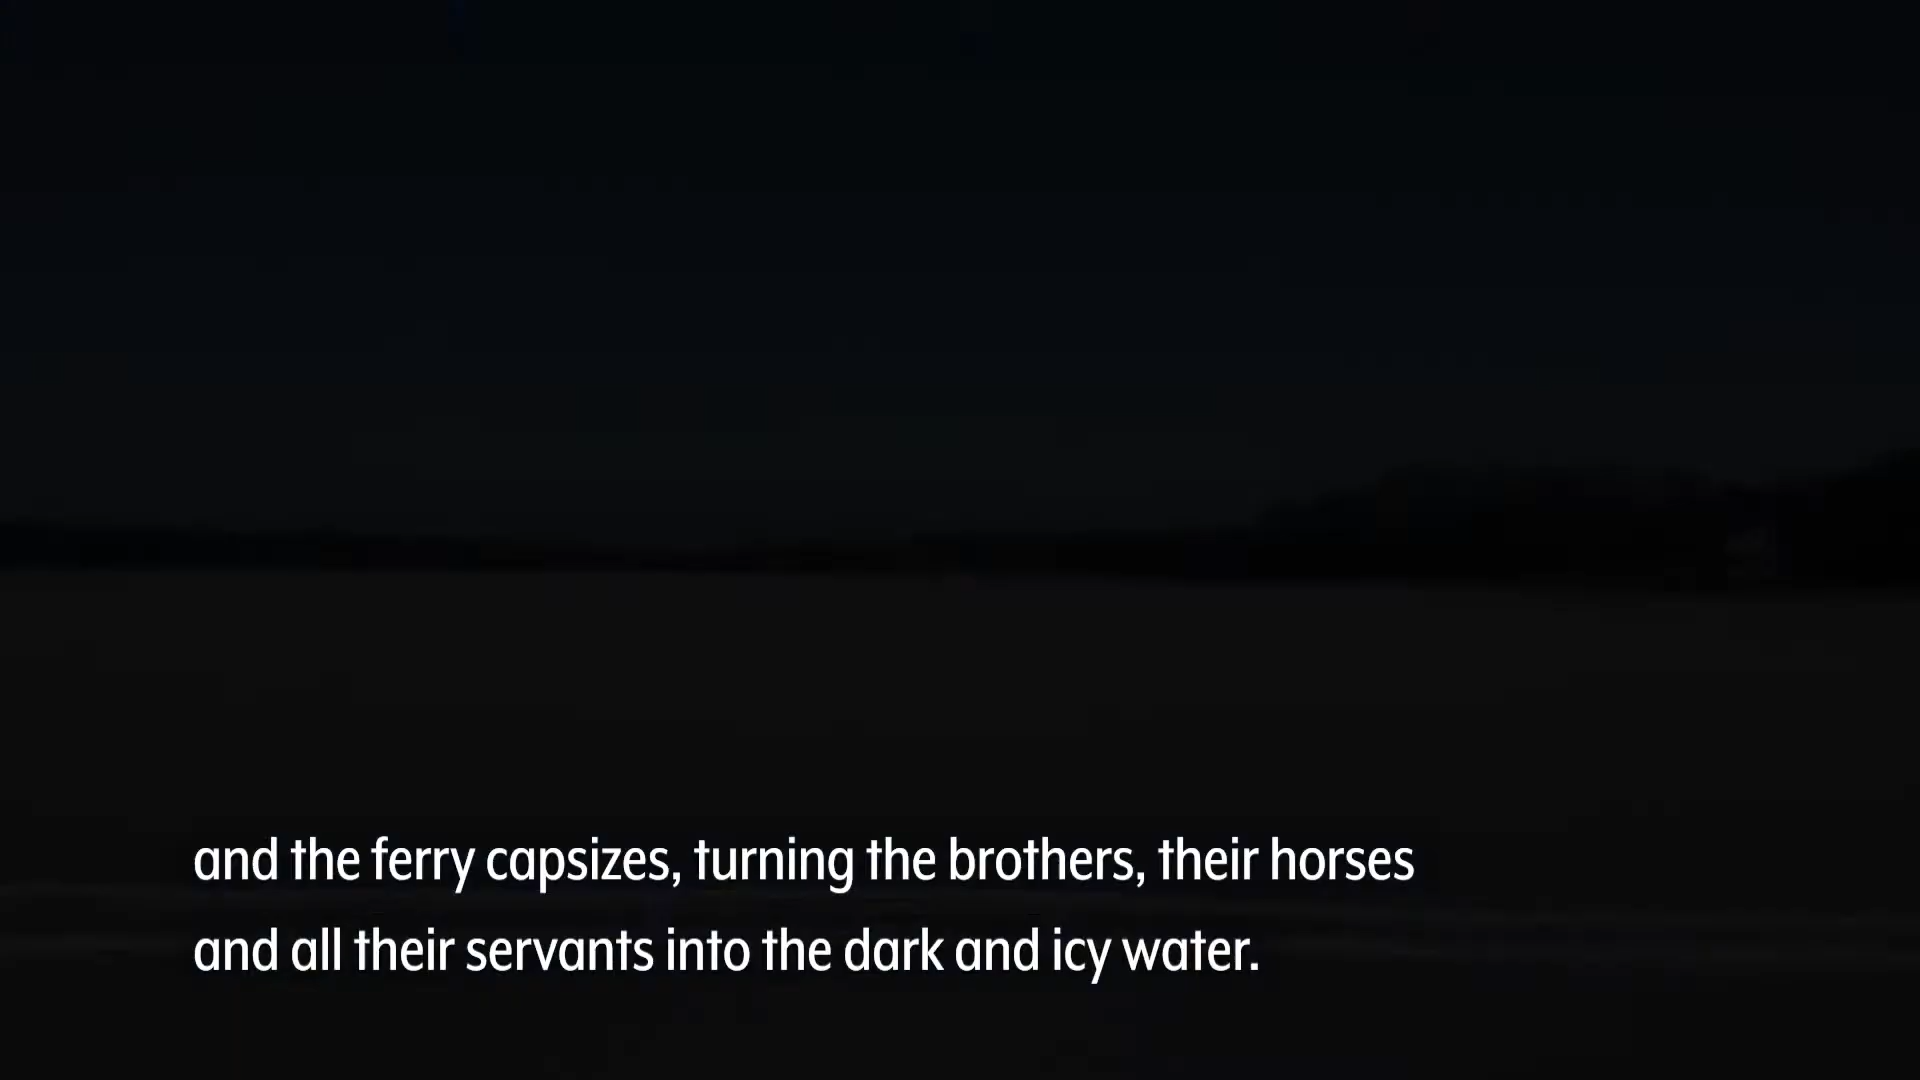 and the ferry capsizes, turning the brothers, their horses
and all their servants into the dark and icy water.